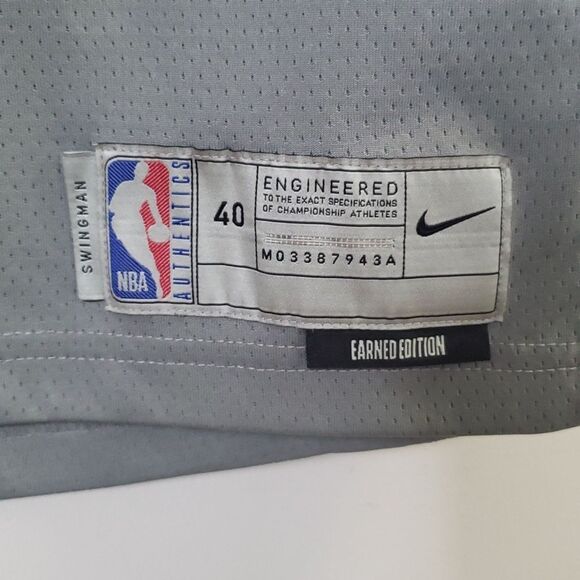 SWINGMAN
NBA
AUTHENTICS
40
ENGINEERED
TO THE EXACT SPECIFICATIONS
OF CHAMPIONSHIP ATHLETES
M03387943A
EARNED EDITION